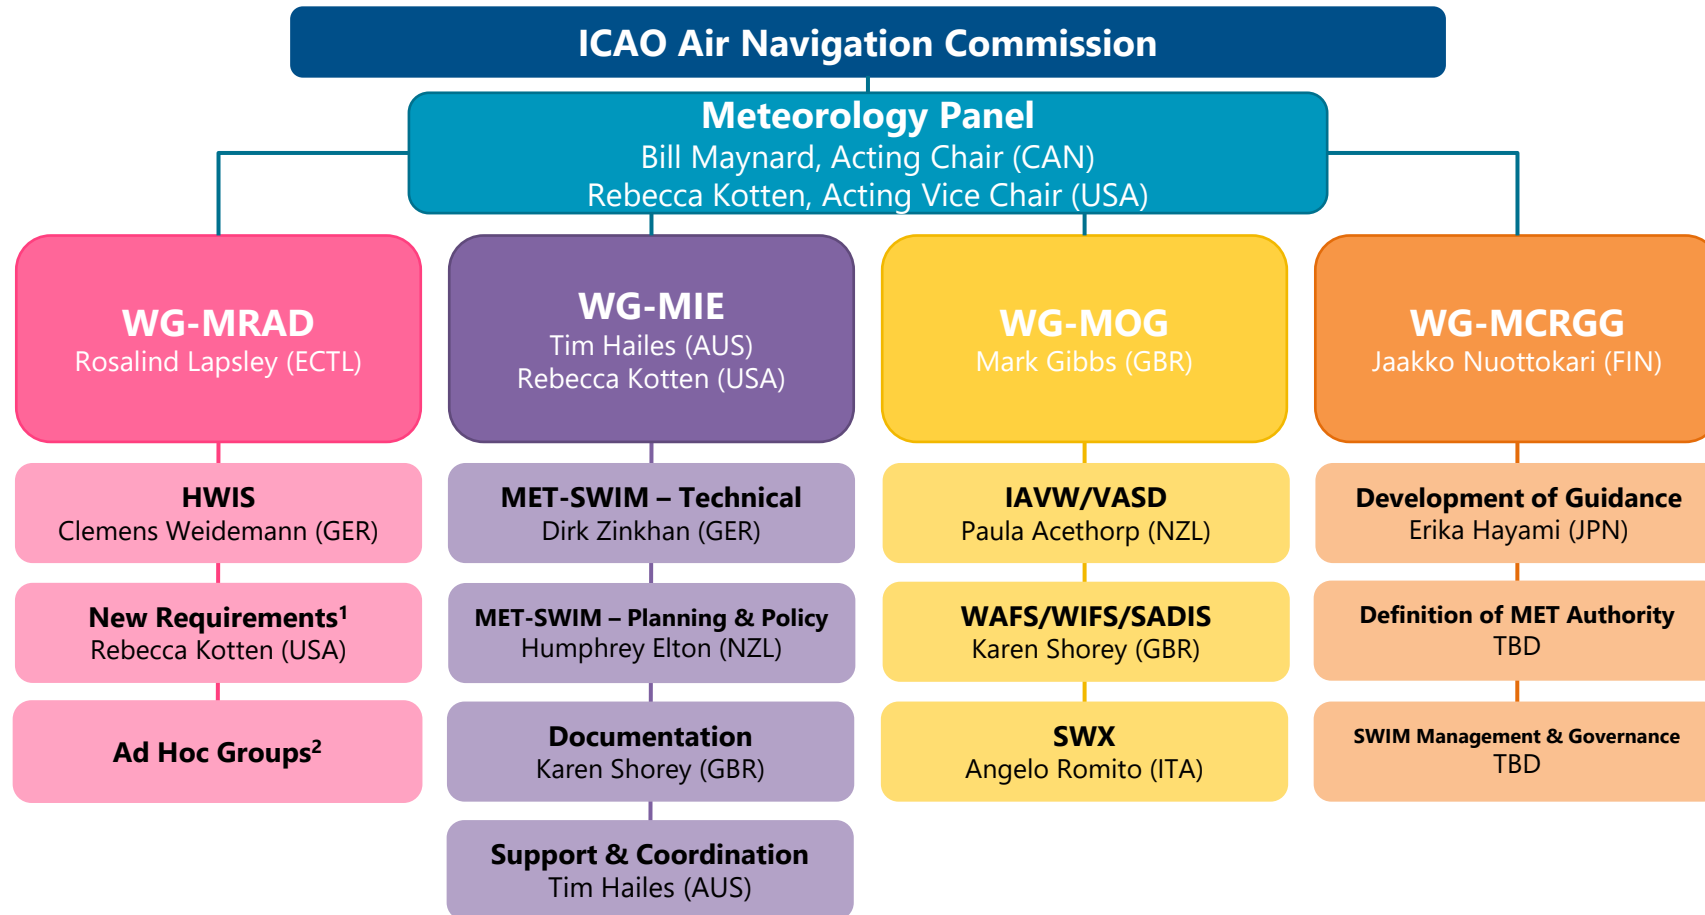 ICAO Air Navigation Commission
Meteorology Panel
Bill Maynard, Acting Chair (CAN)
Rebecca Kotten, Acting Vice Chair (USA)
WG-MRAD
Rosalind Lapsley (ECTL)
HWIS
Clemens Weidemann (GER)
New Requirements¹
Rebecca Kotten (USA)
Ad Hoc Groups²
WG-MIE
Tim Hailes (AUS)
Rebecca Kotten (USA)
MET-SWIM – Technical
Dirk Zinkhan (GER)
MET-SWIM – Planning & Policy
Humphrey Elton (NZL)
Documentation
Karen Shorey (GBR)
Support & Coordination
Tim Hailes (AUS)
WG-MOG
Mark Gibbs (GBR)
IAVW/VASD
Paula Acethorp (NZL)
WAFS/WIFS/SADIS
Karen Shorey (GBR)
SWX
Angelo Romito (ITA)
WG-MCRGG
Jaakko Nuottokari (FIN)
Development of Guidance
Erika Hayami (JPN)
Definition of MET Authority
TBD
SWIM Management & Governance
TBD